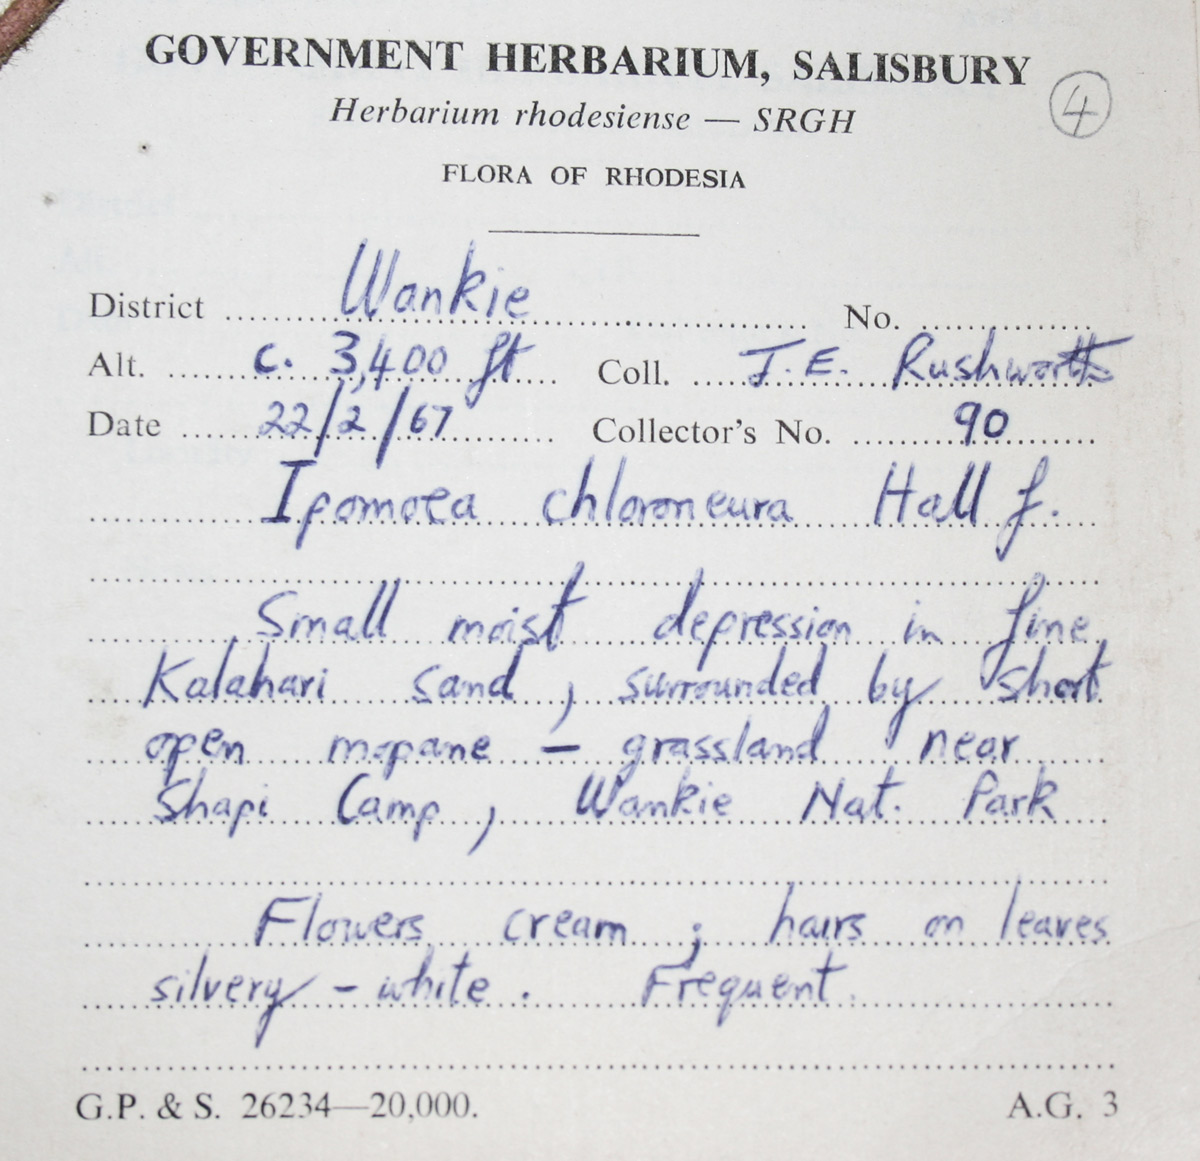 GOVERNMENT HERBARIUM, SALISBURY
Herbarium rhodesiense — SRGH
4
FLORA OF RHODESIA
District Wankie No.
Alt. c. 3,400 ft Coll. J.E. Rushworth
Date 22/2/67 Collector's No. 90
Ipomoea chloroneura Hall f.
Small moist depression in fine
Kalahari sand, surrounded by short
open mopane – grassland near
Shapi Camp, Wankie Nat. Park
Flowers cream; hairs on leaves
silvery – white. Frequent.
G.P. & S. 26234—20,000. A.G. 3